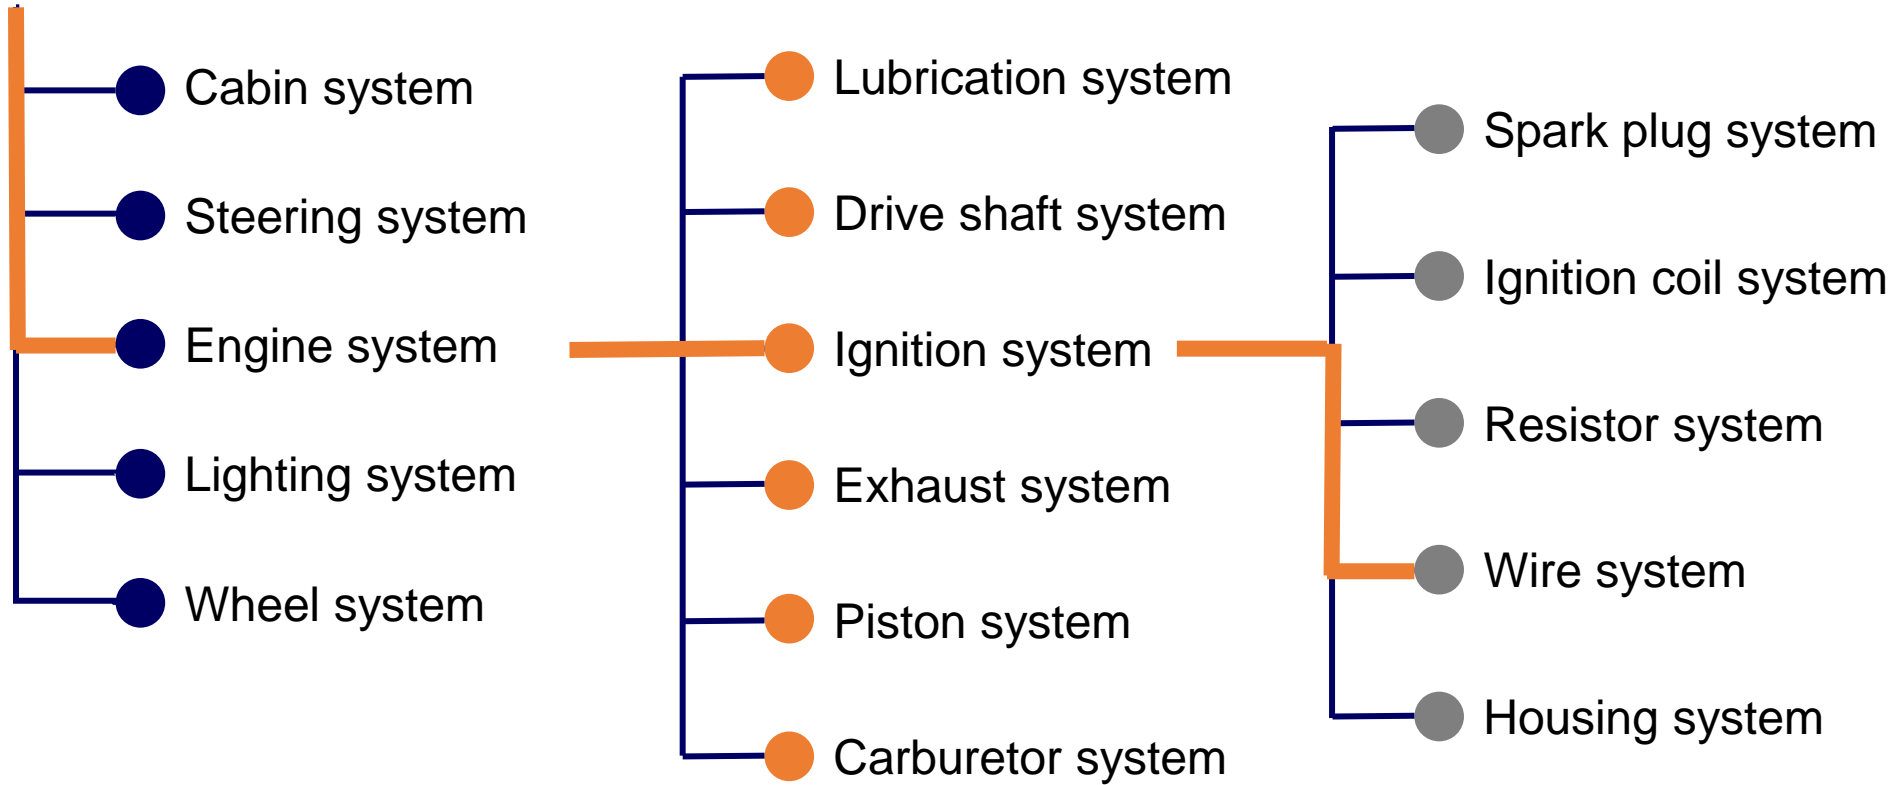 Cabin system
Steering system
Engine system
Lighting system
Wheel system
Lubrication system
Drive shaft system
Ignition system
Exhaust system
Piston system
Carburetor system
Spark plug system
Ignition coil system
Resistor system
Wire system
Housing system